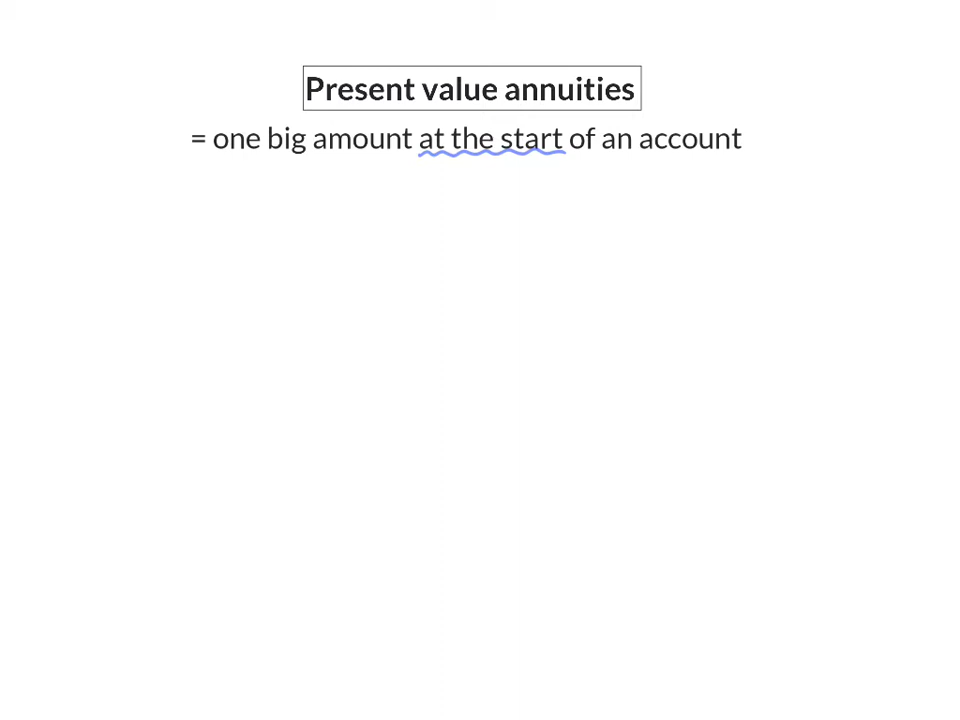 Present value annuities
= one big amount at the start of an account